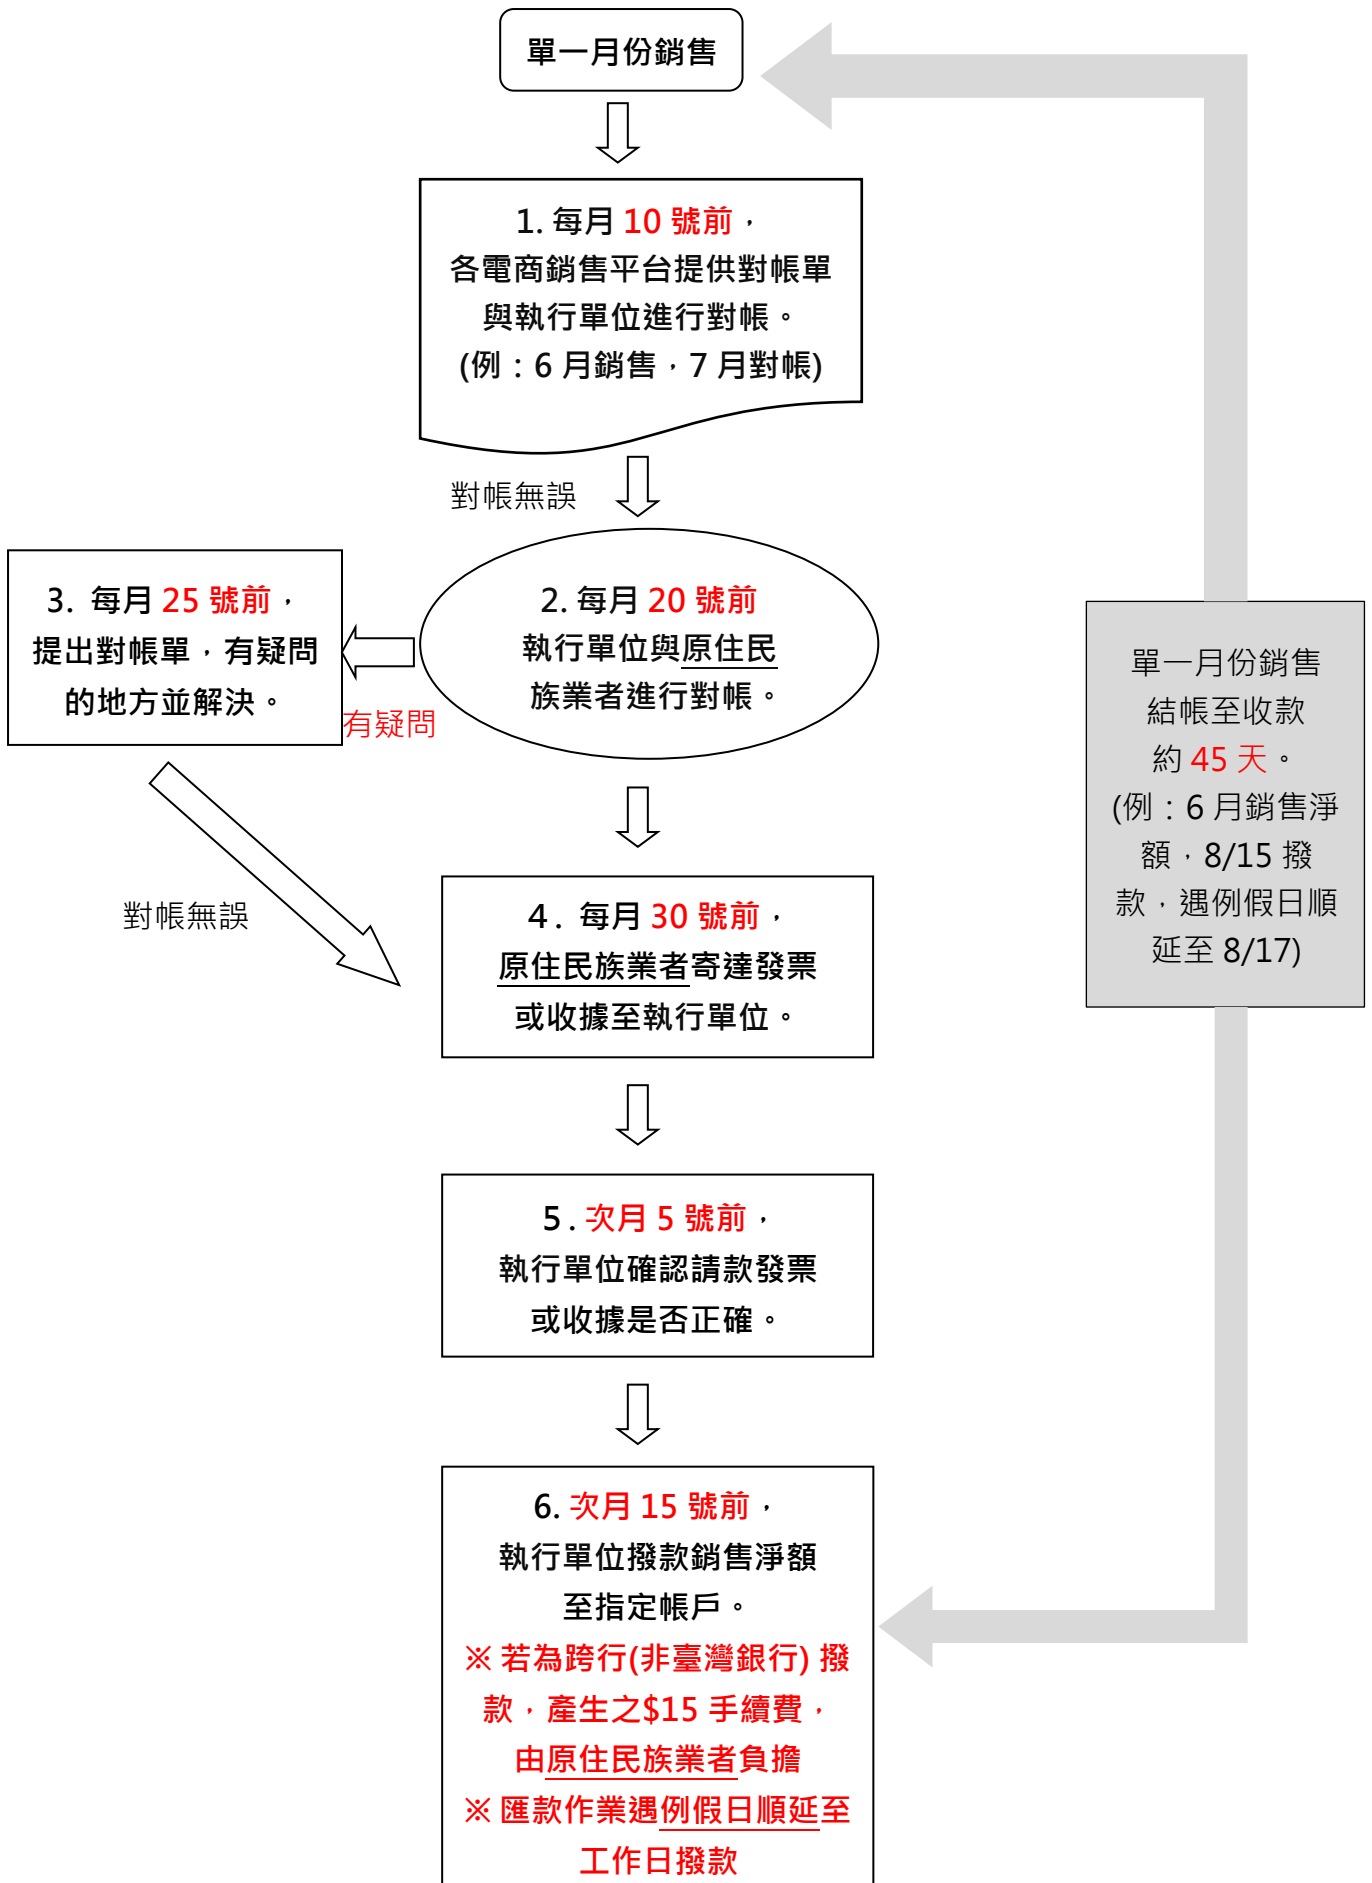 單一月份銷售
1. 每月 10 號前，
各電商銷售平台提供對帳單
與執行單位進行對帳。
(例：6 月銷售，7 月對帳)
對帳無誤
2. 每月 20 號前
執行單位與原住民
族業者進行對帳。
有疑問
3. 每月 25 號前，
提出對帳單，有疑問
的地方並解決。
對帳無誤
4. 每月 30 號前，
原住民族業者寄達發票
或收據至執行單位。
5. 次月 5 號前，
執行單位確認請款發票
或收據是否正確。
6. 次月 15 號前，
執行單位撥款銷售淨額
至指定帳戶。
※ 若為跨行(非臺灣銀行) 撥
款，產生之$15 手續費，
由原住民族業者負擔
※ 匯款作業遇例假日順延至
工作日撥款
單一月份銷售
結帳至收款
約 45 天。
(例：6 月銷售淨
額，8/15 撥
款，遇例假日順
延至 8/17)